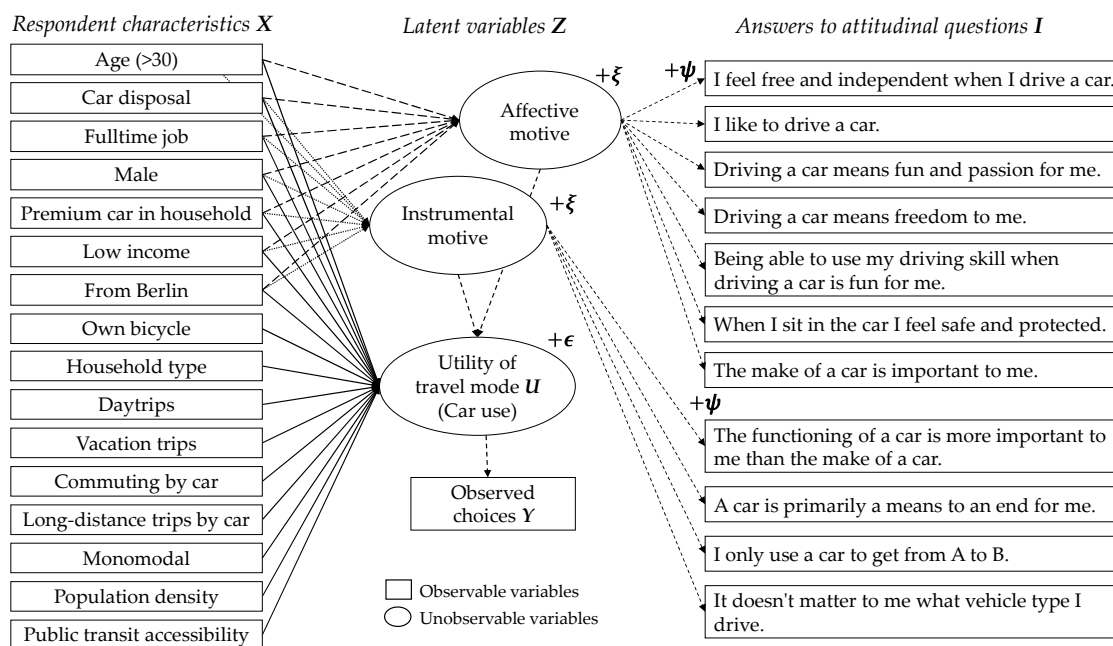 Respondent characteristics X
Latent variables Z
Answers to attitudinal questions I
Age (>30)
Car disposal
Fulltime job
Male
Premium car in household
Low income
From Berlin
Own bicycle
Household type
Daytrips
Vacation trips
Commuting by car
Long-distance trips by car
Monomodal
Population density
Public transit accessibility
+ξ
Affective
motive
+ξ
Instrumental
motive
+ϵ
Utility of
travel mode U
(Car use)
Observed
choices Y
Observable variables
Unobservable variables
+ψ
I feel free and independent when I drive a car.
I like to drive a car.
Driving a car means fun and passion for me.
Driving a car means freedom to me.
Being able to use my driving skill when
driving a car is fun for me.
When I sit in the car I feel safe and protected.
The make of a car is important to me.
+ψ
The functioning of a car is more important to
me than the make of a car.
A car is primarily a means to an end for me.
I only use a car to get from A to B.
It doesn't matter to me what vehicle type I
drive.